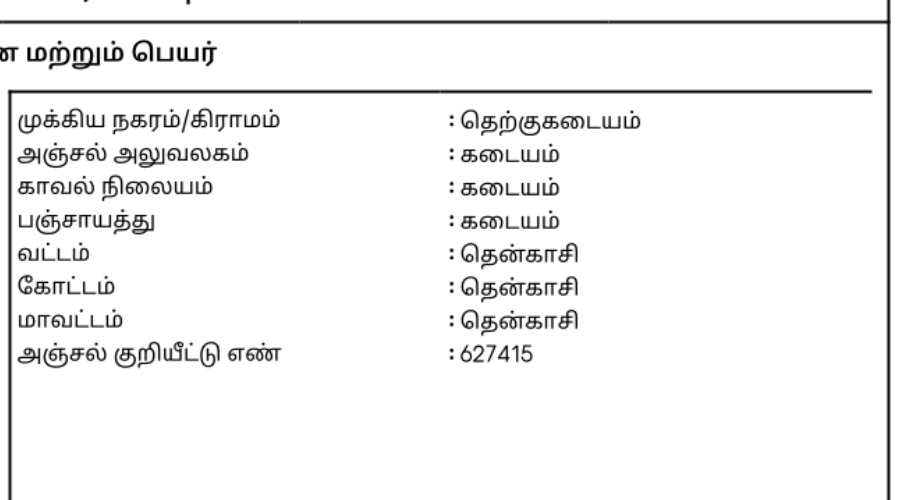 மற்றும் பெயர்
முக்கிய நகரம்/கிராமம் : தெற்குகடையம்
அஞ்சல் அலுவலகம் : கடையம்
காவல் நிலையம் : கடையம்
பஞ்சாயத்து : கடையம்
வட்டம் : தென்காசி
கோட்டம் : தென்காசி
மாவட்டம் : தென்காசி
அஞ்சல் குறியீட்டு எண் : 627415